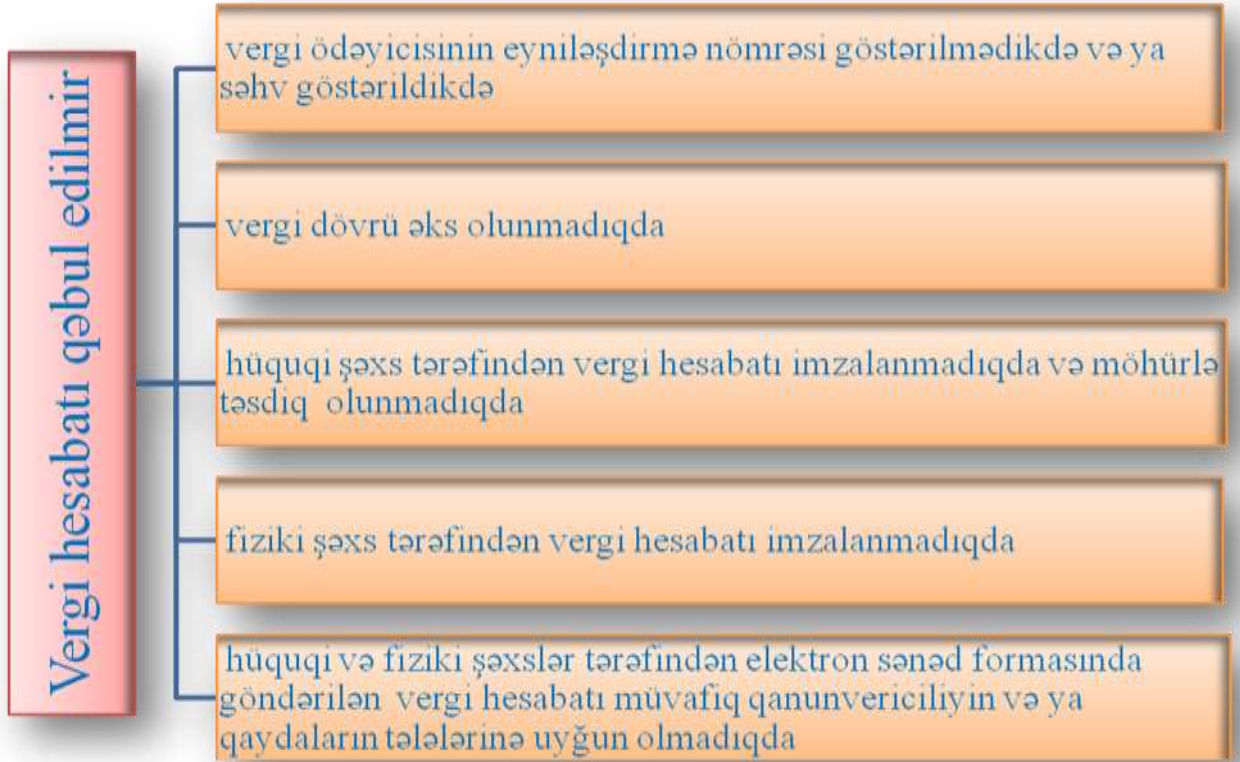 Vergi hesabatı qəbul edilmir
vergi ödəyicisinin eyniləşdirmə nömrəsi göstərilmədikdə və ya
səhv göstərildikdə
vergi dövrü əks olunmadıqda
hüquqi şəxs tərəfindən vergi hesabatı imzalanmadıqda və möhürlə
təsdiq olunmadıqda
fiziki şəxs tərəfindən vergi hesabatı imzalanmadıqda
hüquqi və fiziki şəxslər tərəfindən elektron sənəd formasında
göndərilən vergi hesabatı müvafiq qanunvericiliyin və ya
qaydaların tələlərinə uyğun olmadıqda